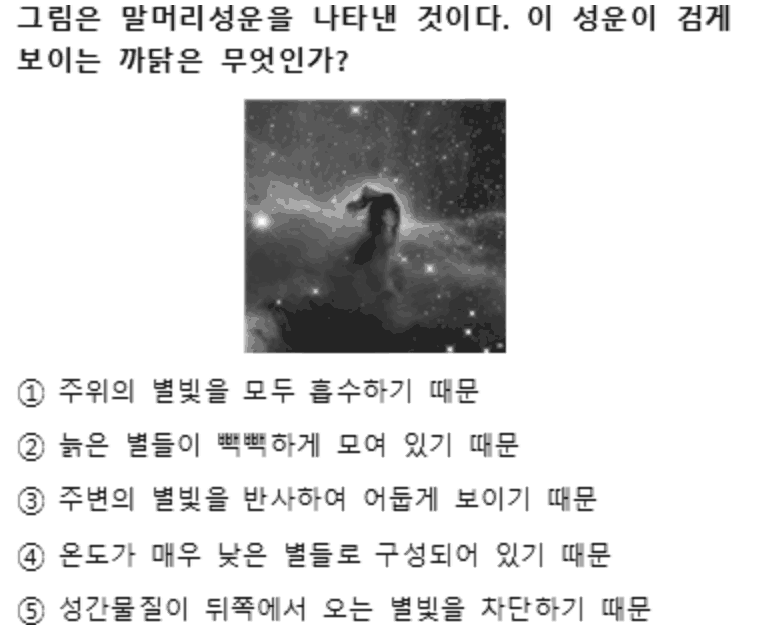 그림은 말머리성운을 나타낸 것이다. 이 성운이 검게
보이는 까닭은 무엇인가?
① 주위의 별빛을 모두 흡수하기 때문
② 늙은 별들이 빽빽하게 모여 있기 때문
③ 주변의 별빛을 반사하여 어둡게 보이기 때문
④ 온도가 매우 낮은 별들로 구성되어 있기 때문
⑤ 성간물질이 뒤쪽에서 오는 별빛을 차단하기 때문